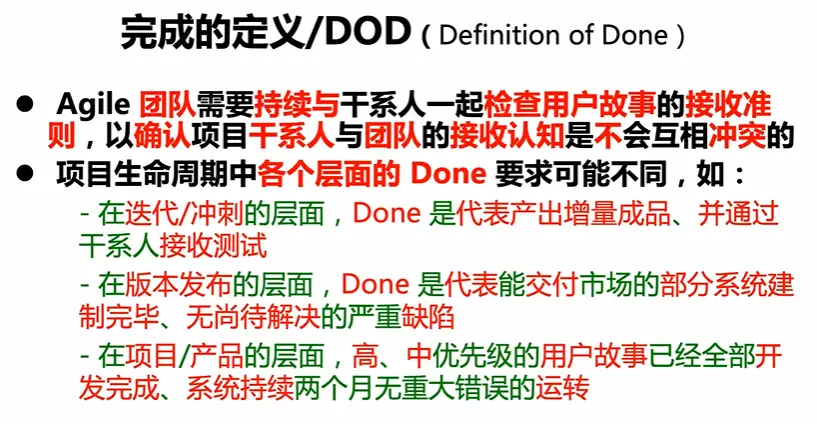 完成的定义/DOD（Definition of Done）
● Agile 团队需要持续与干系人一起检查用户故事的接收准
则，以确认项目干系人与团队的接收认知是不会互相冲突的
● 项目生命周期中各个层面的 Done 要求可能不同，如：
- 在迭代/冲刺的层面，Done 是代表产出增量成品、并通过
干系人接收测试
- 在版本发布的层面，Done 是代表能交付市场的部分系统建
制完毕、无尚待解决的严重缺陷
- 在项目/产品的层面，高、中优先级的用户故事已经全部开
发完成、系统持续两个月无重大错误的运转